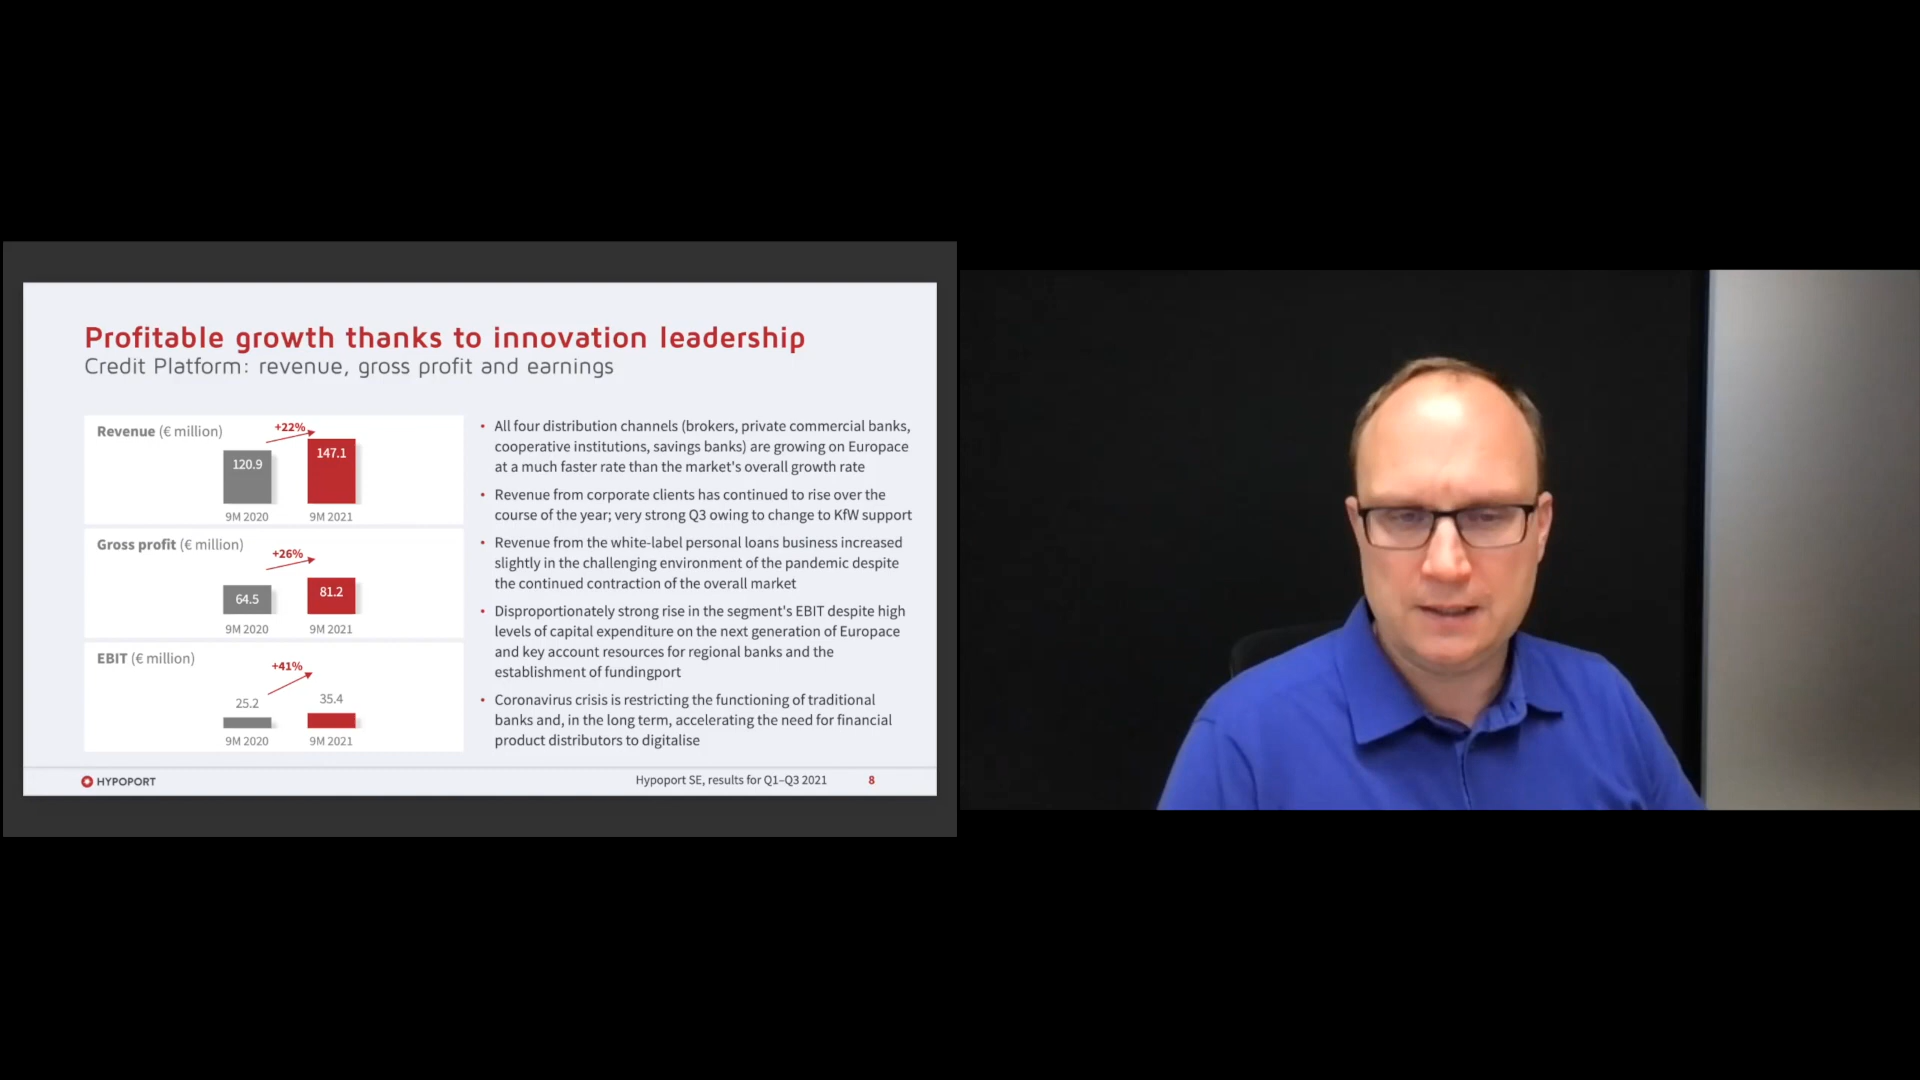 Profitable growth thanks to innovation leadership
Credit Platform: revenue, gross profit and earnings
Revenue (€ million)
+22%
120.9
147.1
9M 2020
9M 2021
Gross profit (€ million)
+26%
64.5
81.2
9M 2020
9M 2021
EBIT (€ million)
+41%
25.2
35.4
9M 2020
9M 2021
• All four distribution channels (brokers, private commercial banks,
cooperative institutions, savings banks) are growing on Europace
at a much faster rate than the market's overall growth rate
• Revenue from corporate clients has continued to rise over the
course of the year; very strong Q3 owing to change to KfW support
• Revenue from the white-label personal loans business increased
slightly in the challenging environment of the pandemic despite
the continued contraction of the overall market
• Disproportionately strong rise in the segment's EBIT despite high
levels of capital expenditure on the next generation of Europace
and key account resources for regional banks and the
establishment of fundingport
• Coronavirus crisis is restricting the functioning of traditional
banks and, in the long term, accelerating the need for financial
product distributors to digitalise
HYPOPORT
Hypoport SE, results for Q1–Q3 2021
8